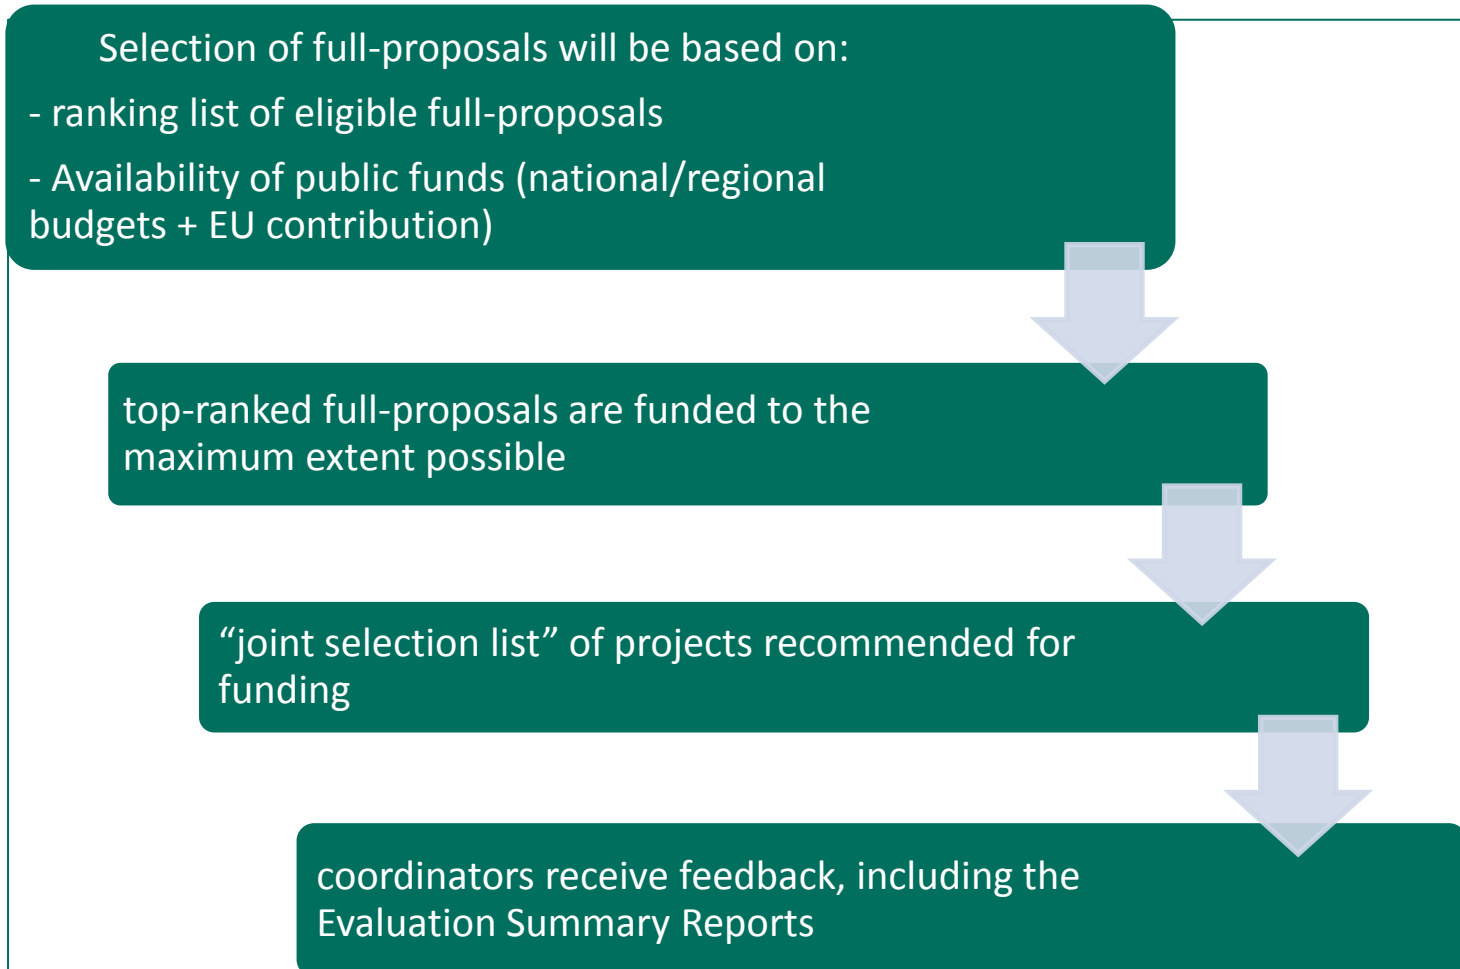 Selection of full-proposals will be based on:
- ranking list of eligible full-proposals
- Availability of public funds (national/regional
budgets + EU contribution)
top-ranked full-proposals are funded to the
maximum extent possible
“joint selection list” of projects recommended for
funding
coordinators receive feedback, including the
Evaluation Summary Reports